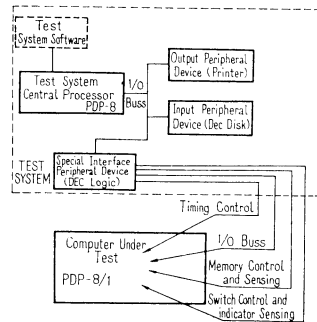 Test
System Software
Test System
Central Processor
PDP-8
I/O
Buss
Output Peripheral
Device (Printer)
Input Peripheral
Device (Dec Disk)
TEST
SYSTEM
Special Interface
Peripheral Device
(DEC Logic)
Timing Control
Computer Under
Test
PDP-8/1
I/O Buss
Memory Control
and Sensing
Switch Control and
indicator Sensing